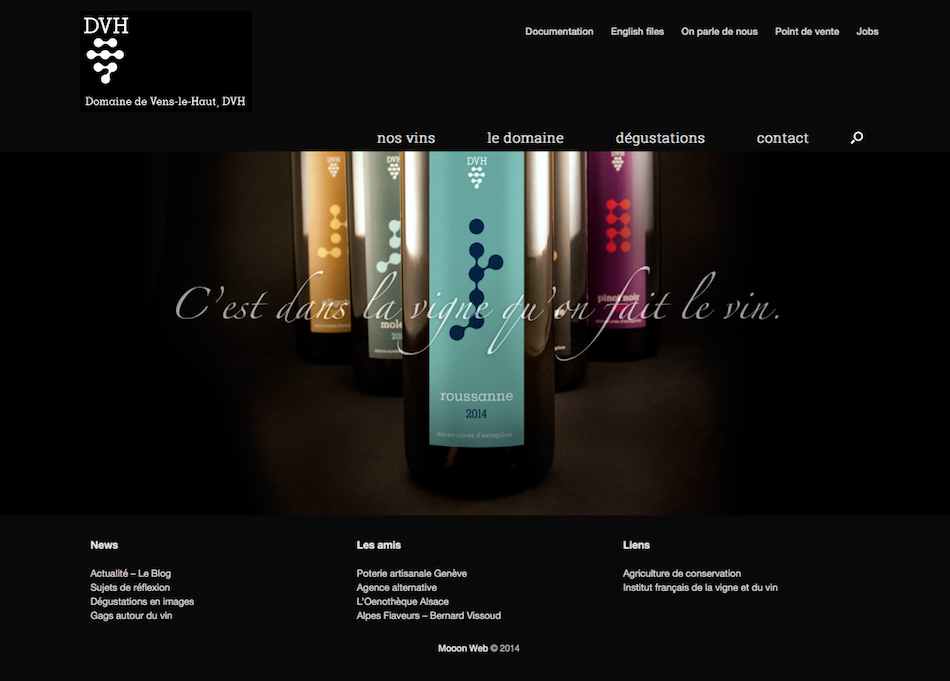 DVH
Domaine de Vens-le-Haut, DVH
Documentation
English files
On parle de nous
Point de vente
Jobs
nos vins
le domaine
dégustations
contact
DVH
DVH
DVH
DVH
C'est dans la vigne qu'on fait le vin.
pinot noir
roussanne
2014
micro-cuvée d'exception
News
Actualité – Le Blog
Sujets de réflexion
Dégustations en images
Gags autour du vin
Les amis
Poterie artisanale Genève
Agence alternative
L'Oenothèque Alsace
Alpes Flaveurs – Bernard Vissoud
Liens
Agriculture de conservation
Institut français de la vigne et du vin
Mooon Web © 2014